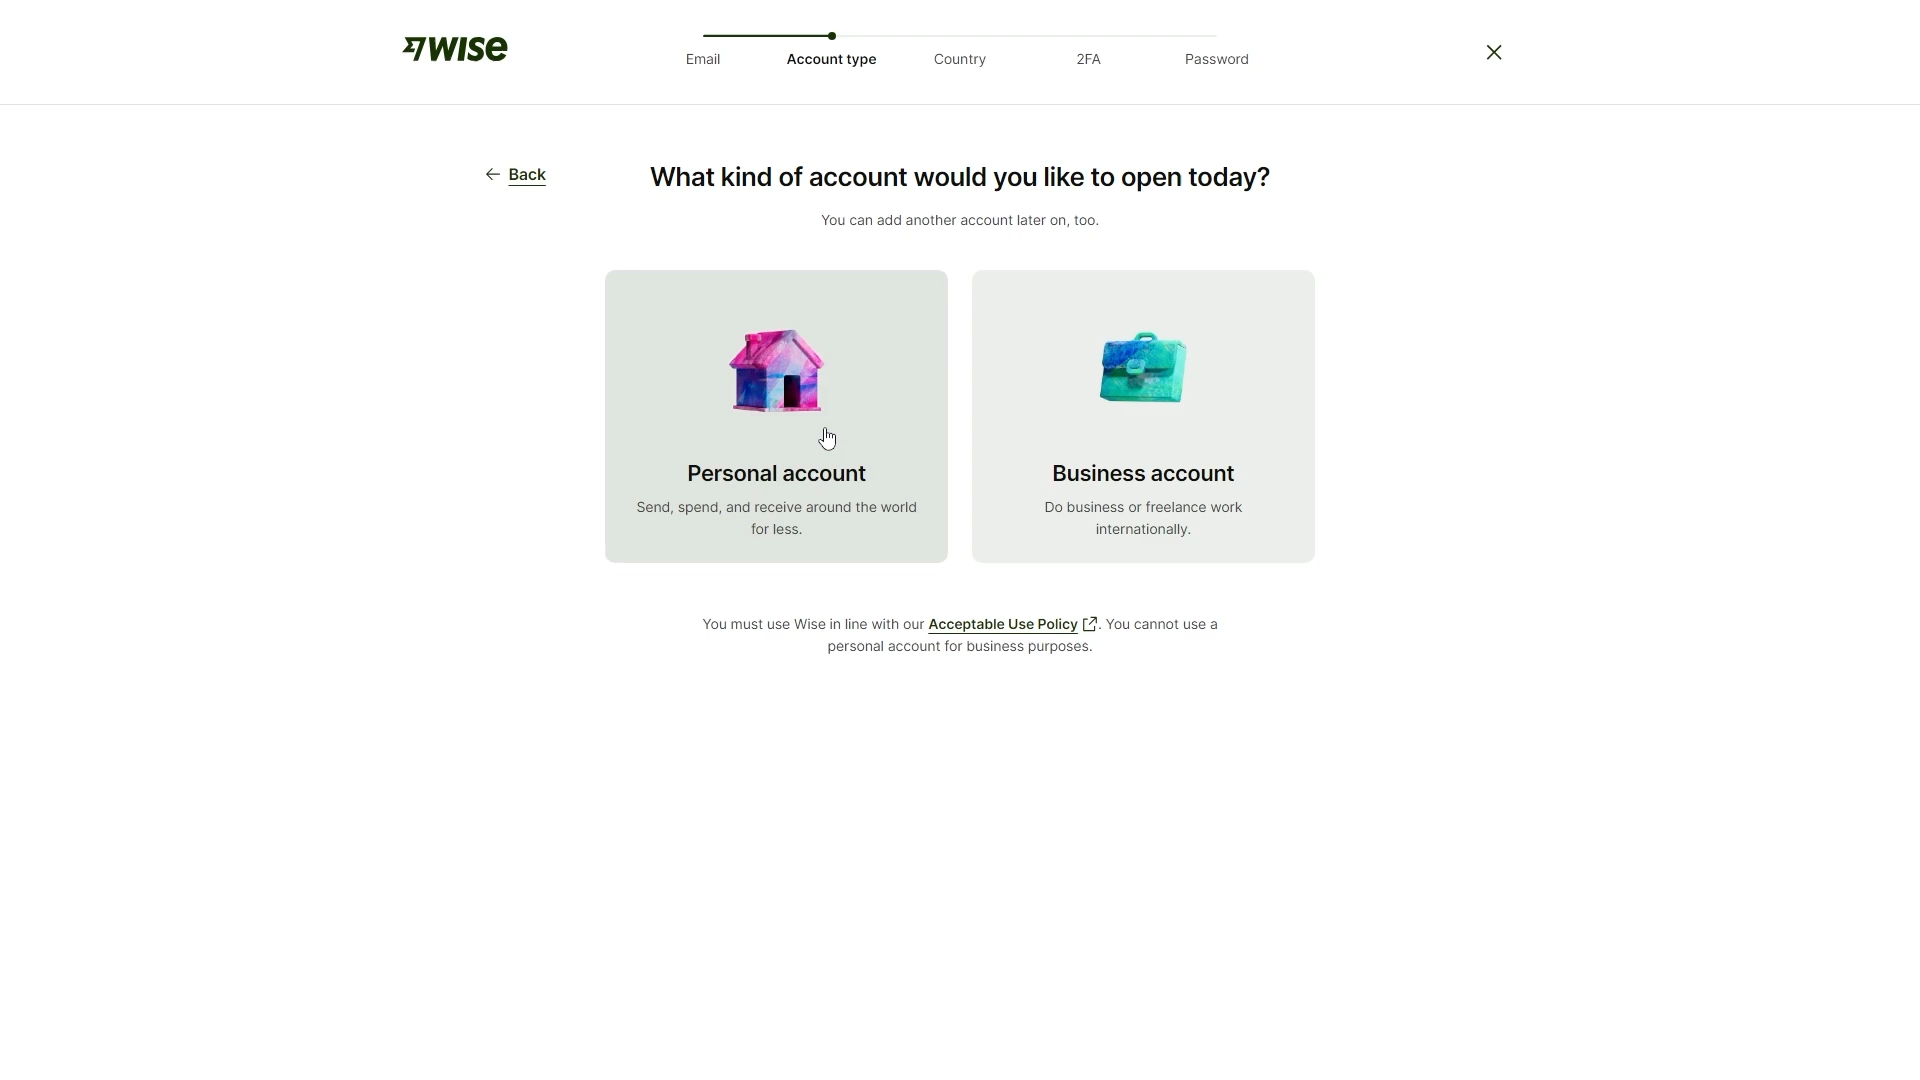 WISE
Email
Account type
Country
2FA
Password
Back
What kind of account would you like to open today?
You can add another account later on, too.
Personal account
Send, spend, and receive around the world
for less.
Business account
Do business or freelance work
internationally.
You must use Wise in line with our Acceptable Use Policy. You cannot use a
personal account for business purposes.